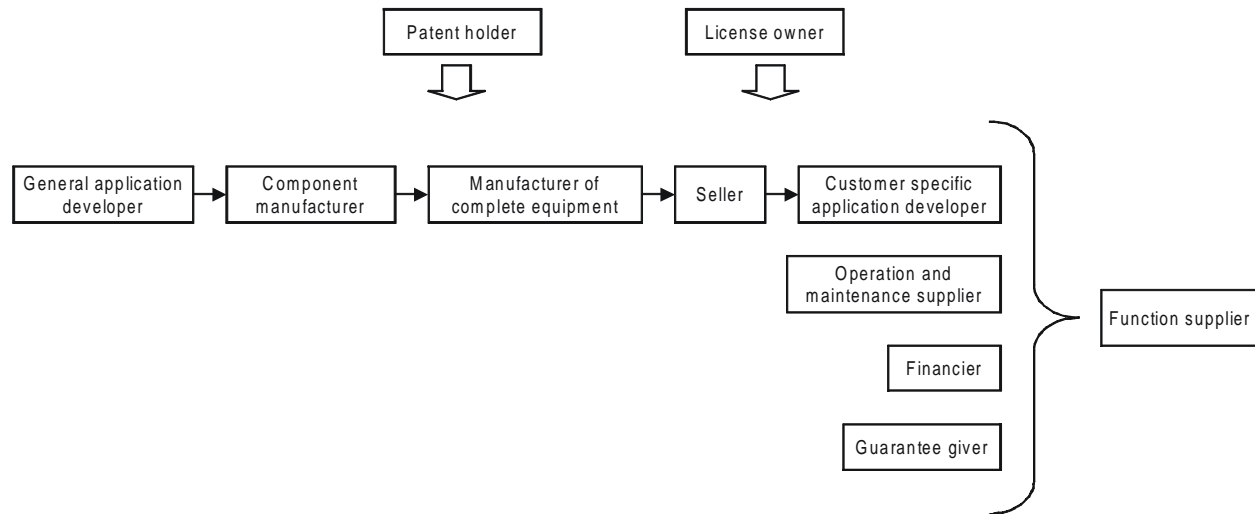 Patent holder
License owner
General application
developer
Component
manufacturer
Manufacturer of
complete equipment
Seller
Customer specific
application developer
Operation and
maintenance supplier
Function supplier
Financier
Guarantee giver